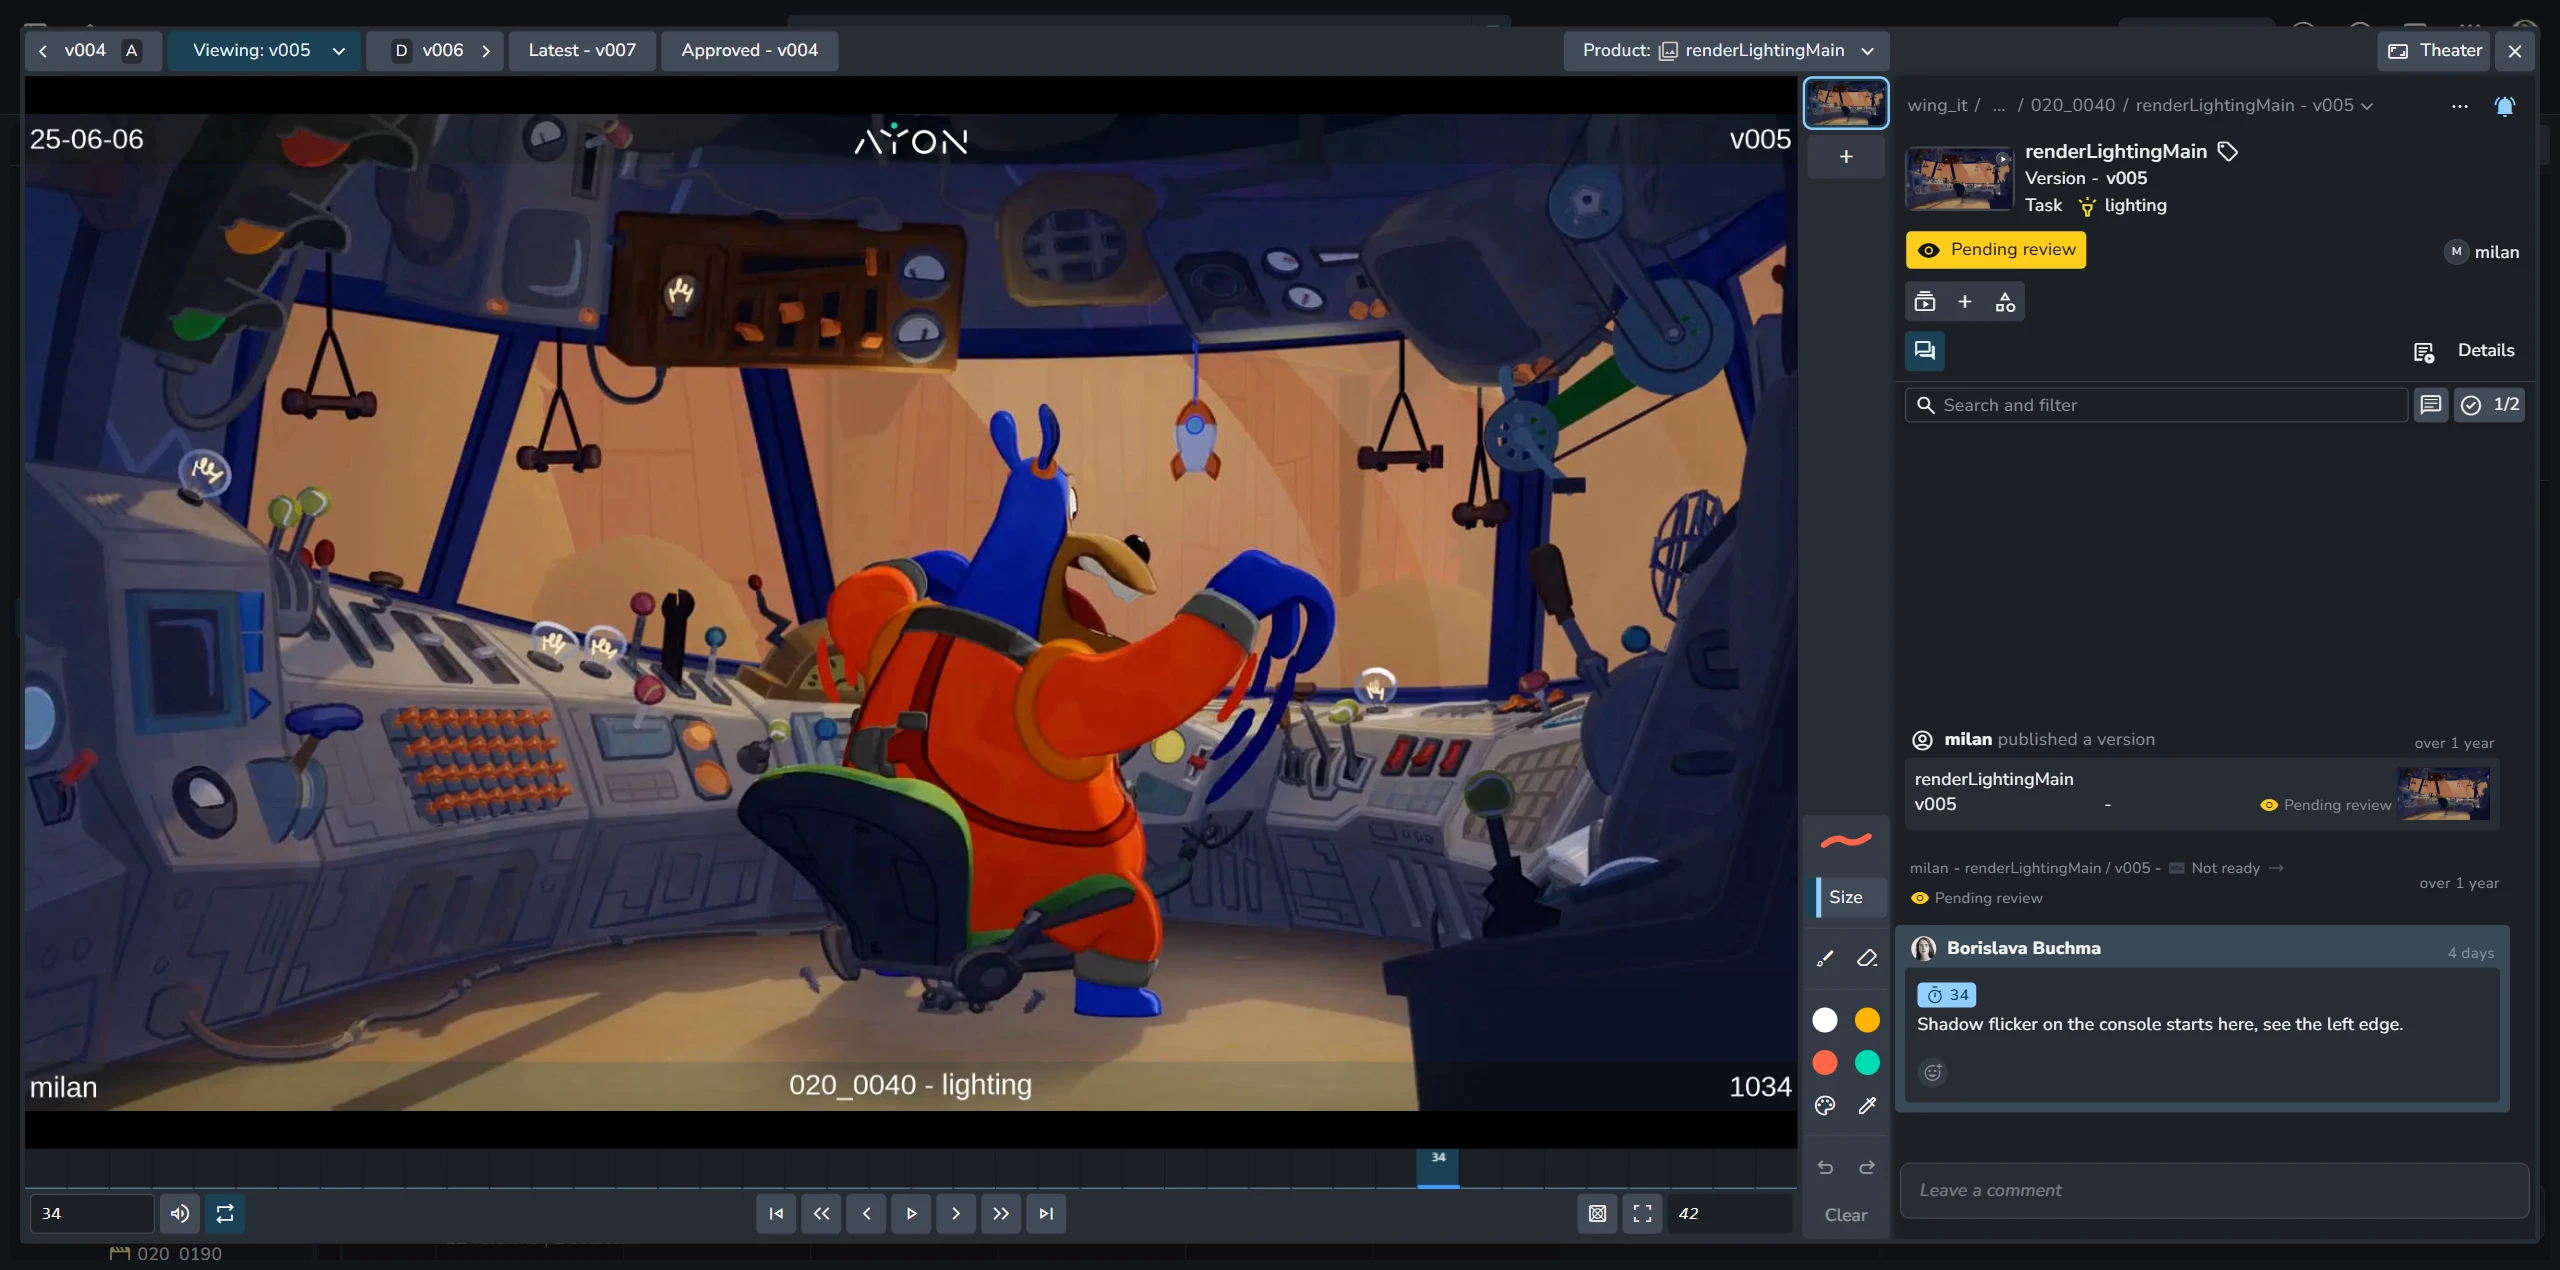 v004 A
Viewing: v005
D v006
Latest - v007
Approved - v004
Product: renderLightingMain
Theater
25-06-06
AYON
v005
milan
020_0040 - lighting
1034
34
34
42
020_0190
Size
Clear
wing_it / ... / 020_0040 / renderLightingMain - v005
renderLightingMain
Version - v005
Task lighting
Pending review
M milan
Details
Search and filter
1/2
milan published a version
over 1 year
renderLightingMain
v005 -
Pending review
milan - renderLightingMain / v005 - Not ready →
Pending review
over 1 year
Borislava Buchma
4 days
34
Shadow flicker on the console starts here, see the left edge.
Leave a comment